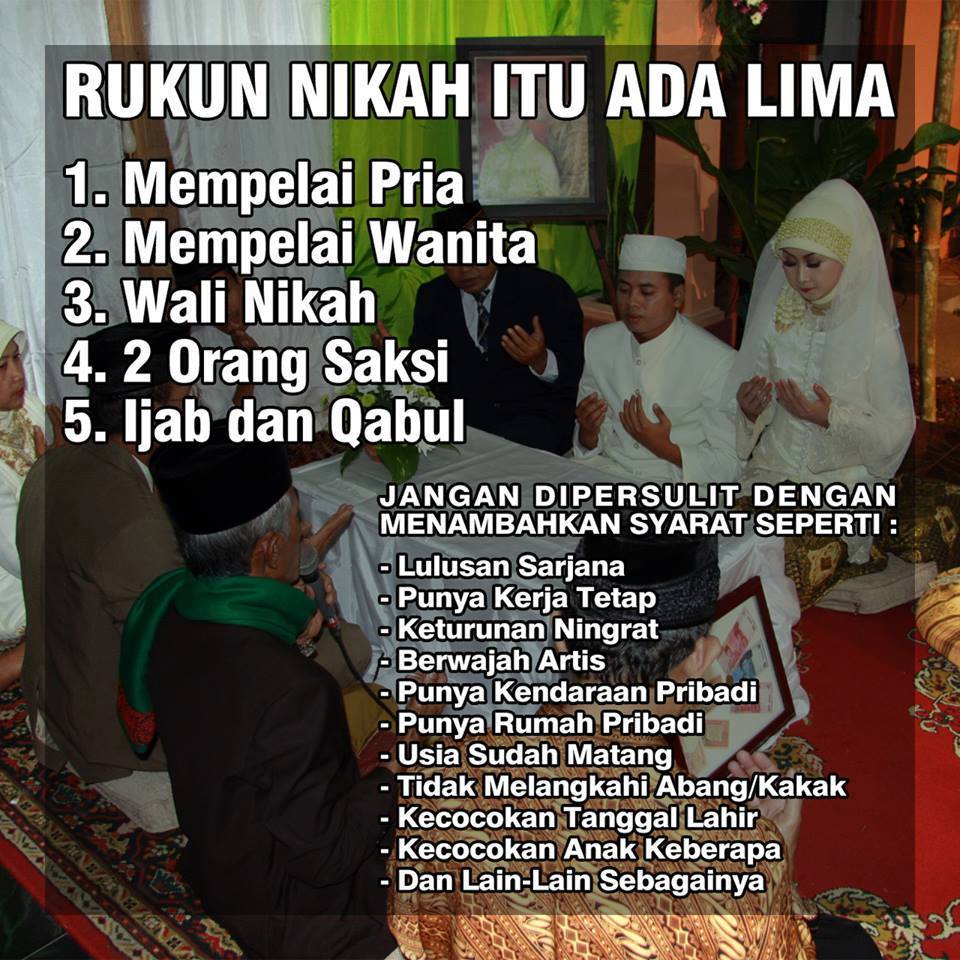 RUKUN NIKAH ITU ADA LIMA
1. Mempelai Pria
2. Mempelai Wanita
3. Wali Nikah
4. 2 Orang Saksi
5. Ijab dan Qabul
JANGAN DIPERSULIT DENGAN
MENAMBAHKAN SYARAT SEPERTI :
- Lulusan Sarjana
- Punya Kerja Tetap
- Keturunan Ningrat
- Berwajah Artis
- Punya Kendaraan Pribadi
- Punya Rumah Pribadi
- Usia Sudah Matang
- Tidak Melangkahi Abang/Kakak
- Kecocokan Tanggal Lahir
- Kecocokan Anak Keberapa
- Dan Lain-Lain Sebagainya